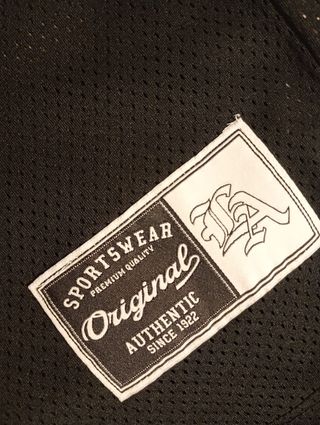 SPORTSWEAR
PREMIUM QUALITY
Original
AUTHENTIC
SINCE 1922
LA